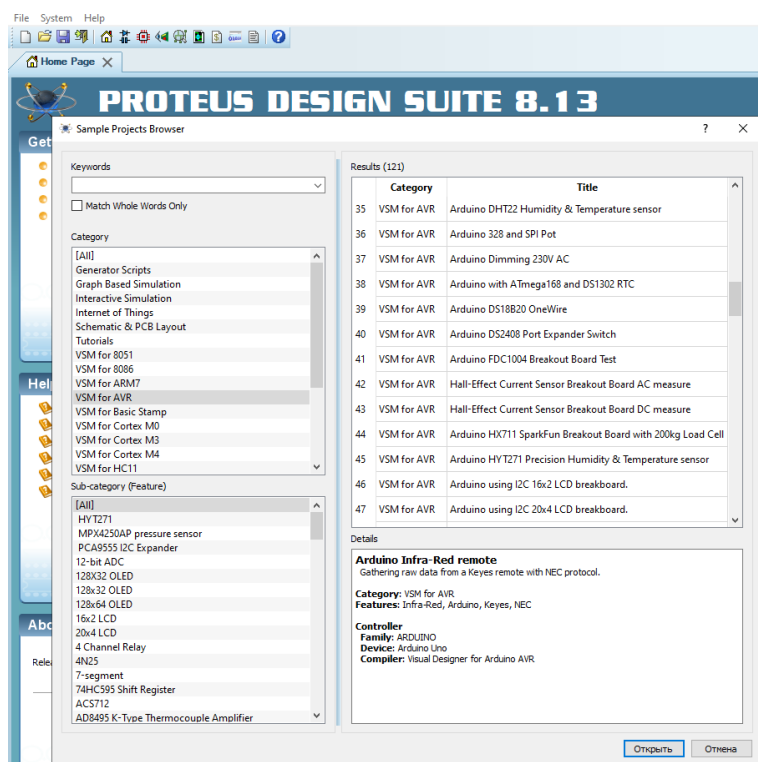 File System Help
Home Page
PROTEUS DESIGN SUITE 8.13
Sample Projects Browser
Get
Keywords
Match Whole Words Only
Category
[All]
Generator Scripts
Graph Based Simulation
Interactive Simulation
Internet of Things
Schematic & PCB Layout
Tutorials
VSM for 8051
VSM for 8086
VSM for ARM7
VSM for AVR
VSM for Basic Stamp
VSM for Cortex M0
VSM for Cortex M3
VSM for Cortex M4
VSM for HC11
Hel
Sub-category (Feature)
[All]
HYT271
MPX4250AP pressure sensor
PCA9555 I2C Expander
12-bit ADC
128X32 OLED
128x32 OLED
128x64 OLED
16x2 LCD
20x4 LCD
4 Channel Relay
4N25
7-segment
74HC595 Shift Register
ACS712
AD8495 K-Type Thermocouple Amplifier
Abo
Rele
Results (121)
Category Title
35 VSM for AVR Arduino DHT22 Humidity & Temperature sensor
36 VSM for AVR Arduino 328 and SPI Pot
37 VSM for AVR Arduino Dimming 230V AC
38 VSM for AVR Arduino with ATmega168 and DS1302 RTC
39 VSM for AVR Arduino DS18B20 OneWire
40 VSM for AVR Arduino DS2408 Port Expander Switch
41 VSM for AVR Arduino FDC1004 Breakout Board Test
42 VSM for AVR Hall-Effect Current Sensor Breakout Board AC measure
43 VSM for AVR Hall-Effect Current Sensor Breakout Board DC measure
44 VSM for AVR Arduino HX711 SparkFun Breakout Board with 200kg Load Cell
45 VSM for AVR Arduino HYT271 Precision Humidity & Temperature sensor
46 VSM for AVR Arduino using I2C 16x2 LCD breakboard.
47 VSM for AVR Arduino using I2C 20x4 LCD breakboard.
Details
Arduino Infra-Red remote
Gathering raw data from a Keyes remote with NEC protocol.
Category: VSM for AVR
Features: Infra-Red, Arduino, Keyes, NEC
Controller
Family: ARDUINO
Device: Arduino Uno
Compiler: Visual Designer for Arduino AVR
Открыть Отмена